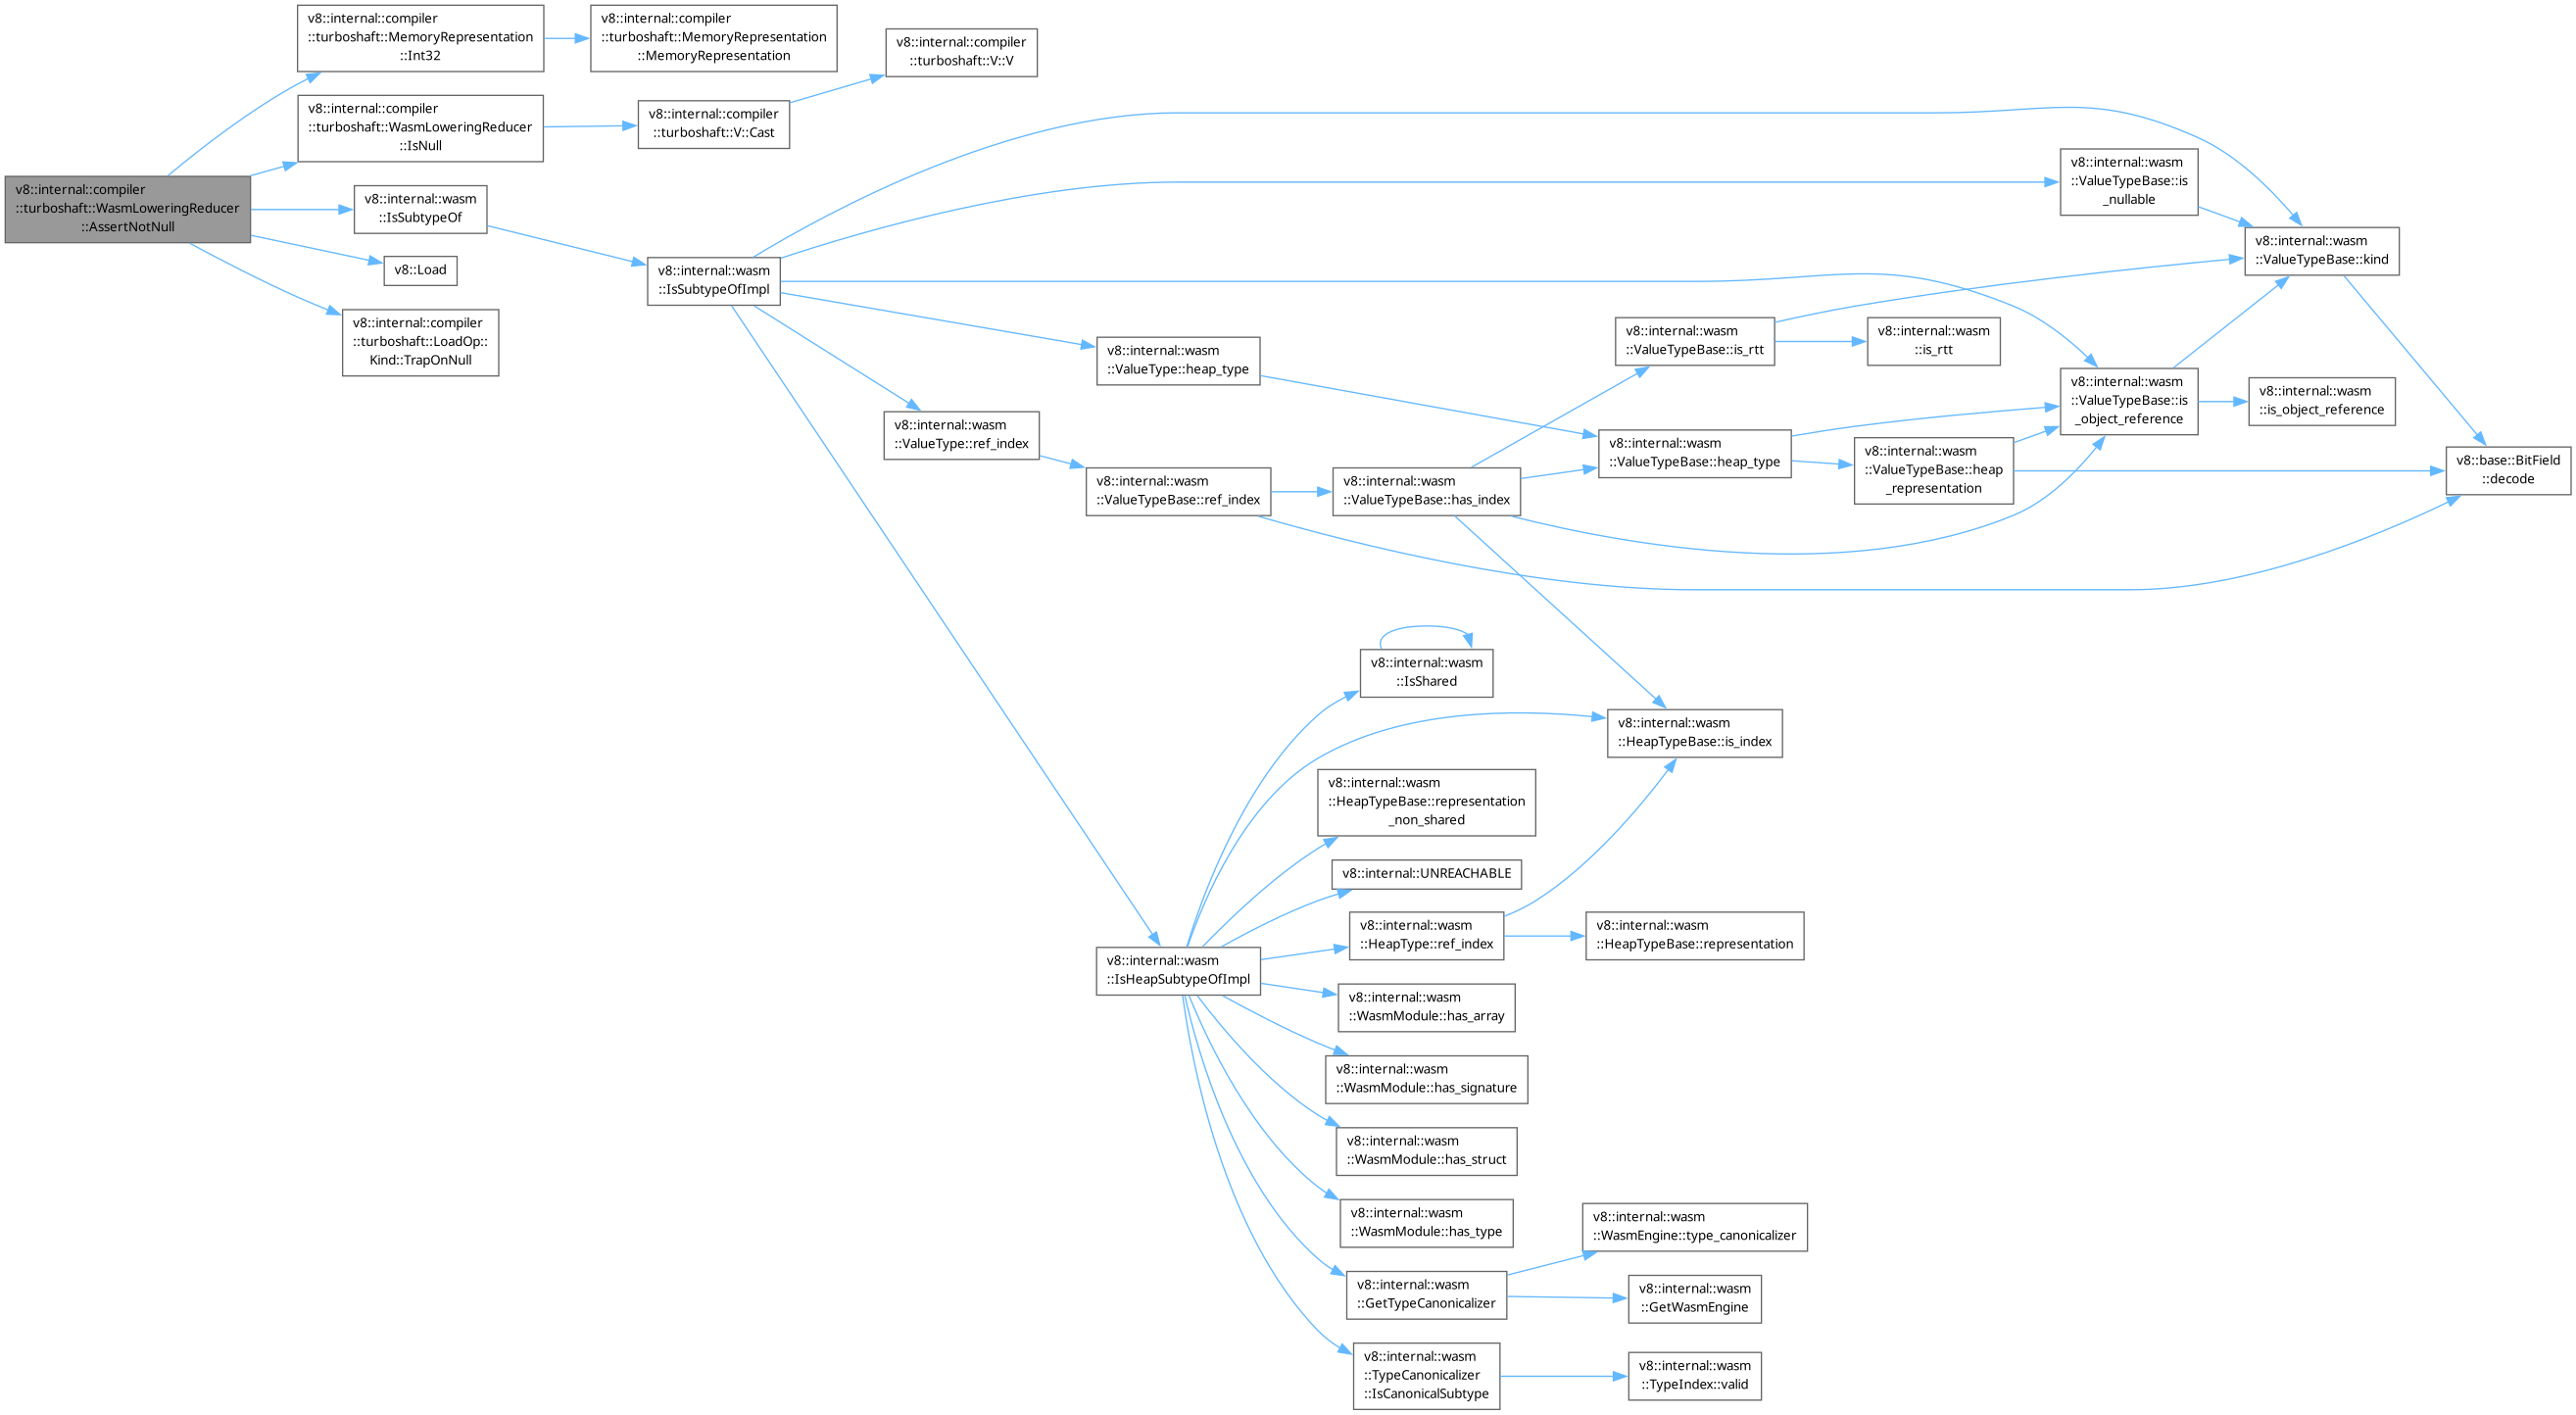 v8::internal::compiler
::turboshaft::WasmLoweringReducer
::AssertNotNull
v8::internal::compiler
::turboshaft::MemoryRepresentation
::Int32
v8::internal::compiler
::turboshaft::MemoryRepresentation
::MemoryRepresentation
v8::internal::compiler
::turboshaft::WasmLoweringReducer
::IsNull
v8::internal::compiler
::turboshaft::V::Cast
v8::internal::compiler
::turboshaft::V::V
v8::internal::wasm
::IsSubtypeOf
v8::Load
v8::internal::compiler
::turboshaft::LoadOp::
Kind::TrapOnNull
v8::internal::wasm
::IsSubtypeOfImpl
v8::internal::wasm
::ValueTypeBase::is
_nullable
v8::internal::wasm
::ValueTypeBase::kind
v8::internal::wasm
::ValueType::heap_type
v8::internal::wasm
::ValueType::ref_index
v8::internal::wasm
::ValueTypeBase::ref_index
v8::internal::wasm
::ValueTypeBase::has_index
v8::internal::wasm
::ValueTypeBase::is_rtt
v8::internal::wasm
::is_rtt
v8::internal::wasm
::ValueTypeBase::heap_type
v8::internal::wasm
::ValueTypeBase::heap
_representation
v8::internal::wasm
::ValueTypeBase::is
_object_reference
v8::internal::wasm
::is_object_reference
v8::base::BitField
::decode
v8::internal::wasm
::IsShared
v8::internal::wasm
::HeapTypeBase::is_index
v8::internal::wasm
::HeapTypeBase::representation
_non_shared
v8::internal::UNREACHABLE
v8::internal::wasm
::HeapType::ref_index
v8::internal::wasm
::HeapTypeBase::representation
v8::internal::wasm
::IsHeapSubtypeOfImpl
v8::internal::wasm
::WasmModule::has_array
v8::internal::wasm
::WasmModule::has_signature
v8::internal::wasm
::WasmModule::has_struct
v8::internal::wasm
::WasmModule::has_type
v8::internal::wasm
::GetTypeCanonicalizer
v8::internal::wasm
::WasmEngine::type_canonicalizer
v8::internal::wasm
::GetWasmEngine
v8::internal::wasm
::TypeCanonicalizer
::IsCanonicalSubtype
v8::internal::wasm
::TypeIndex::valid